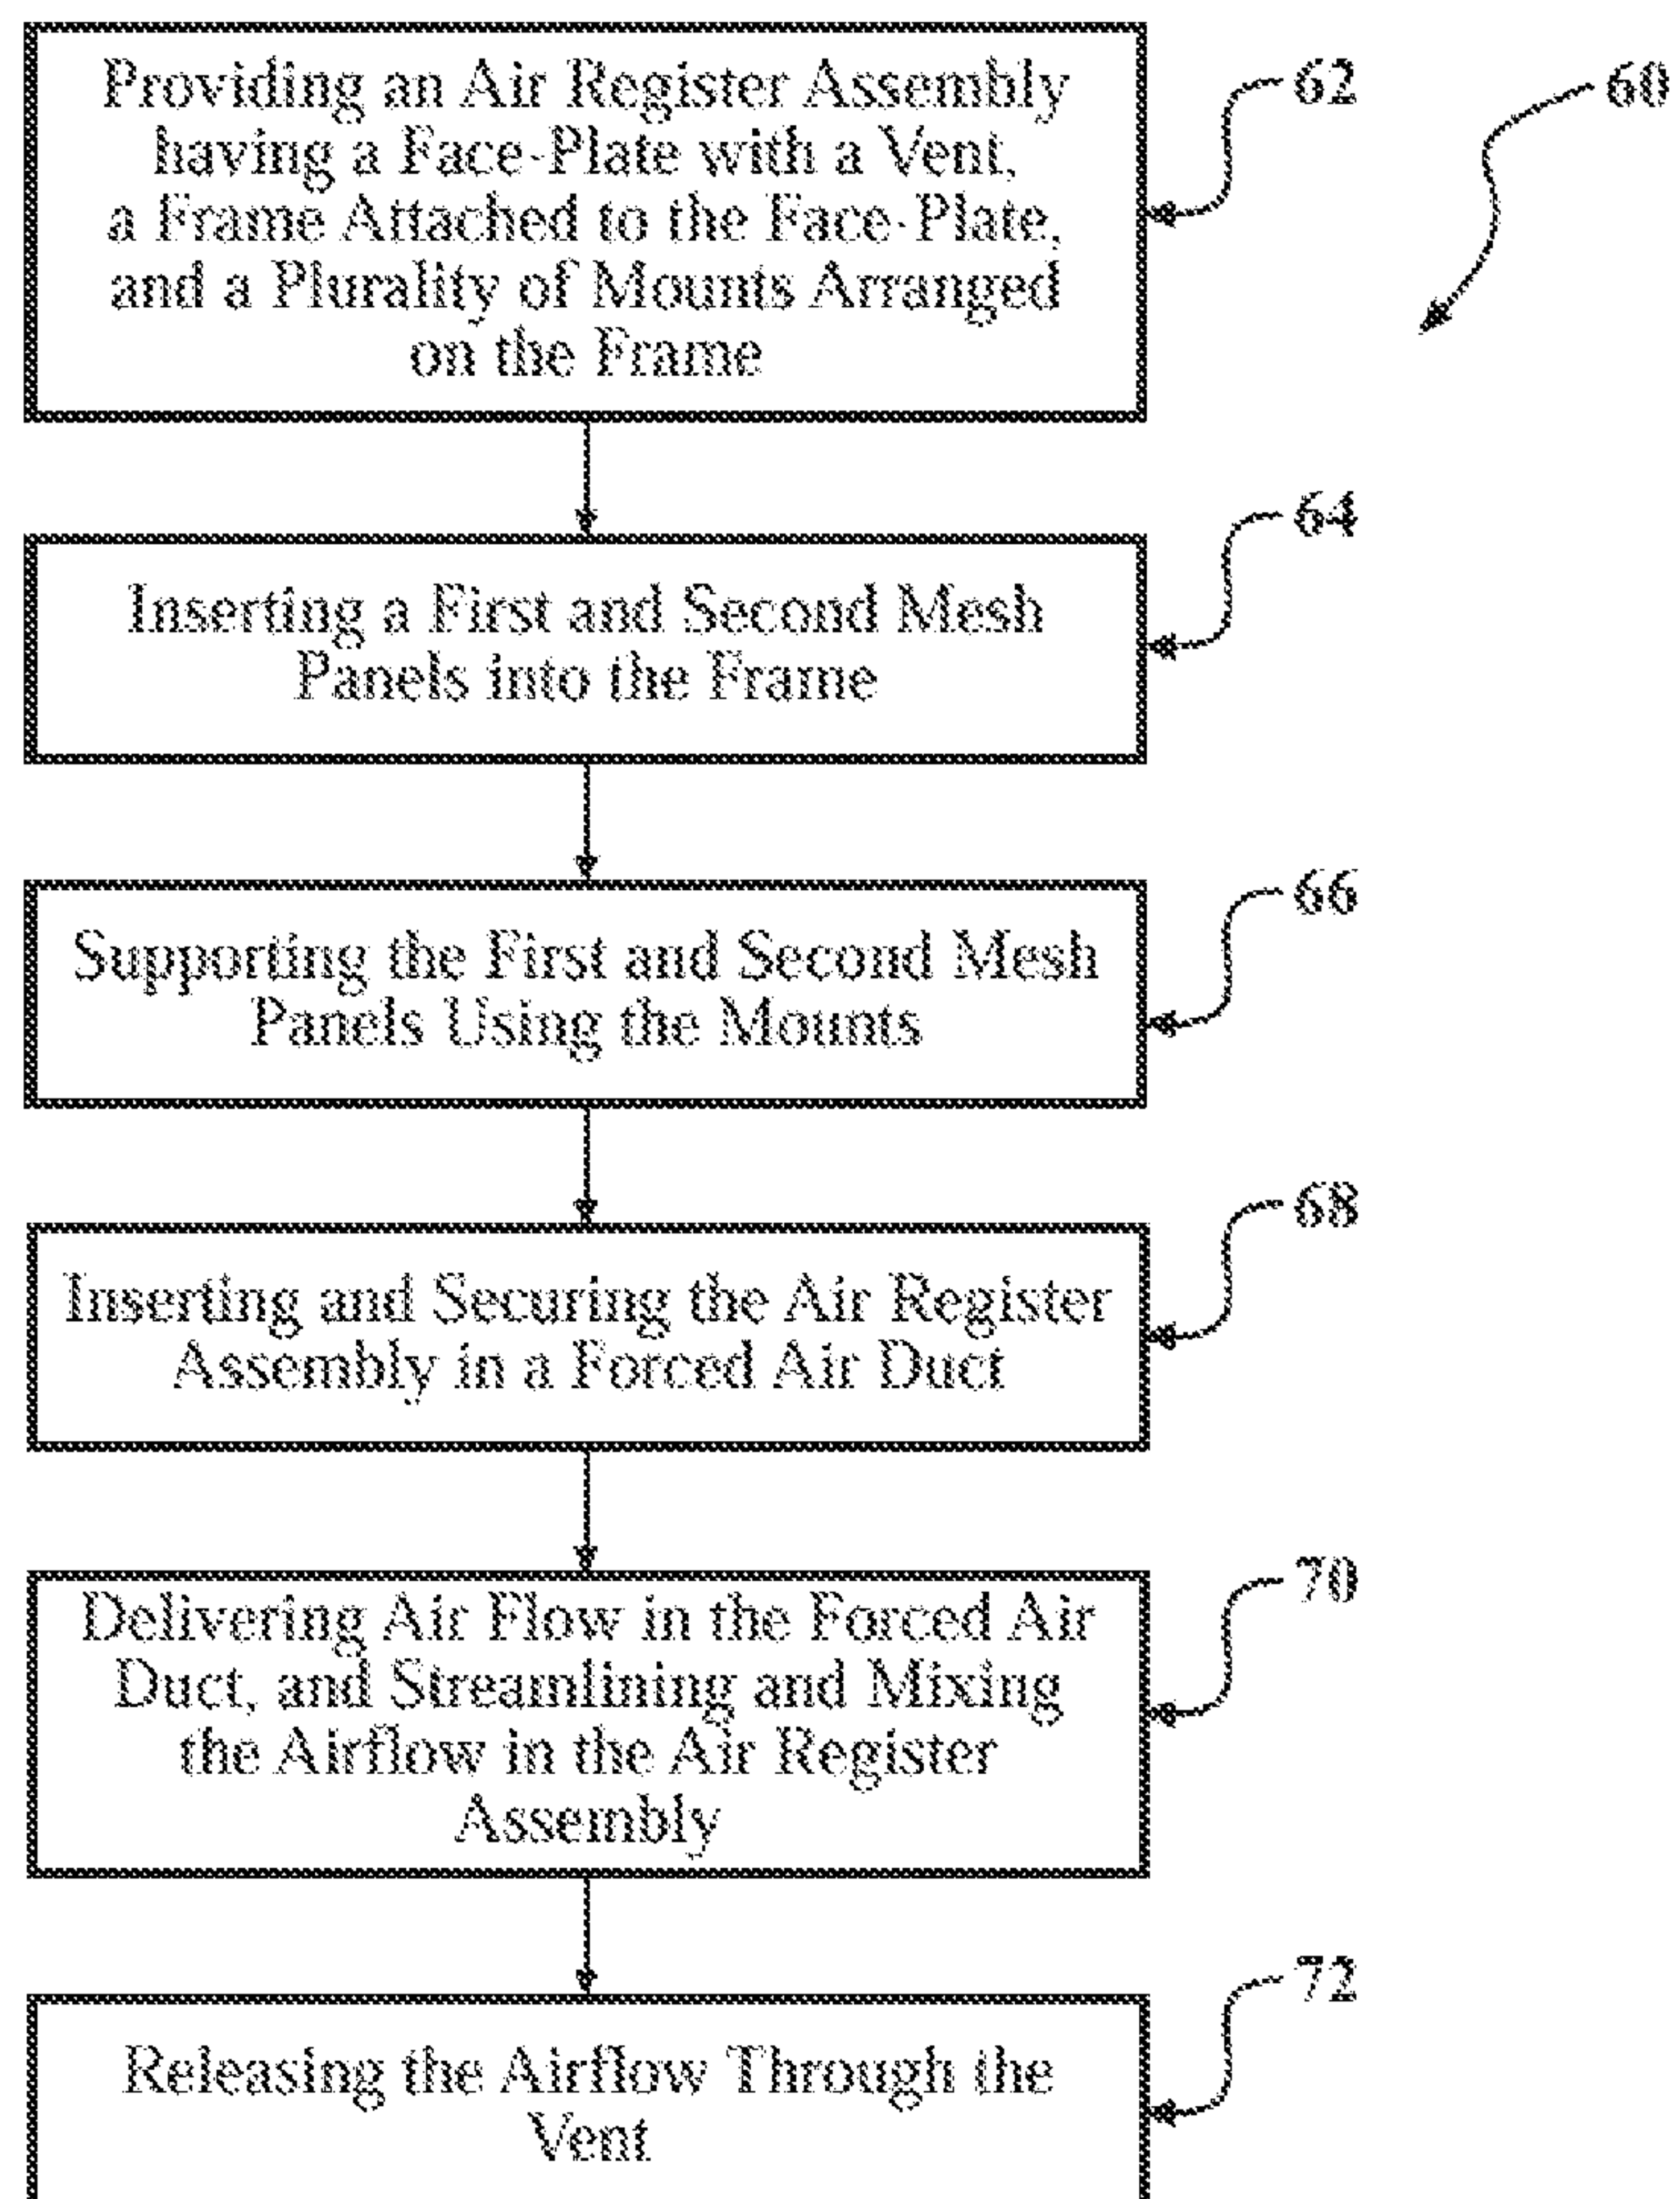 Providing an Air Register Assembly
having a Face-Plate with a Vent,
a Frame Attached to the Face-Plate,
and a Plurality of Mounts Arranged
on the Frame
62
60
Inserting a First and Second Mesh
Panels into the Frame
64
Supporting the First and Second Mesh
Panels Using the Mounts
66
Inserting and Securing the Air Register
Assembly in a Forced Air Duct
68
Delivering Air Flow in the Forced Air
Duct, and Streamlining and Mixing
the Airflow in the Air Register
Assembly
70
Releasing the Airflow Through the
Vent
72